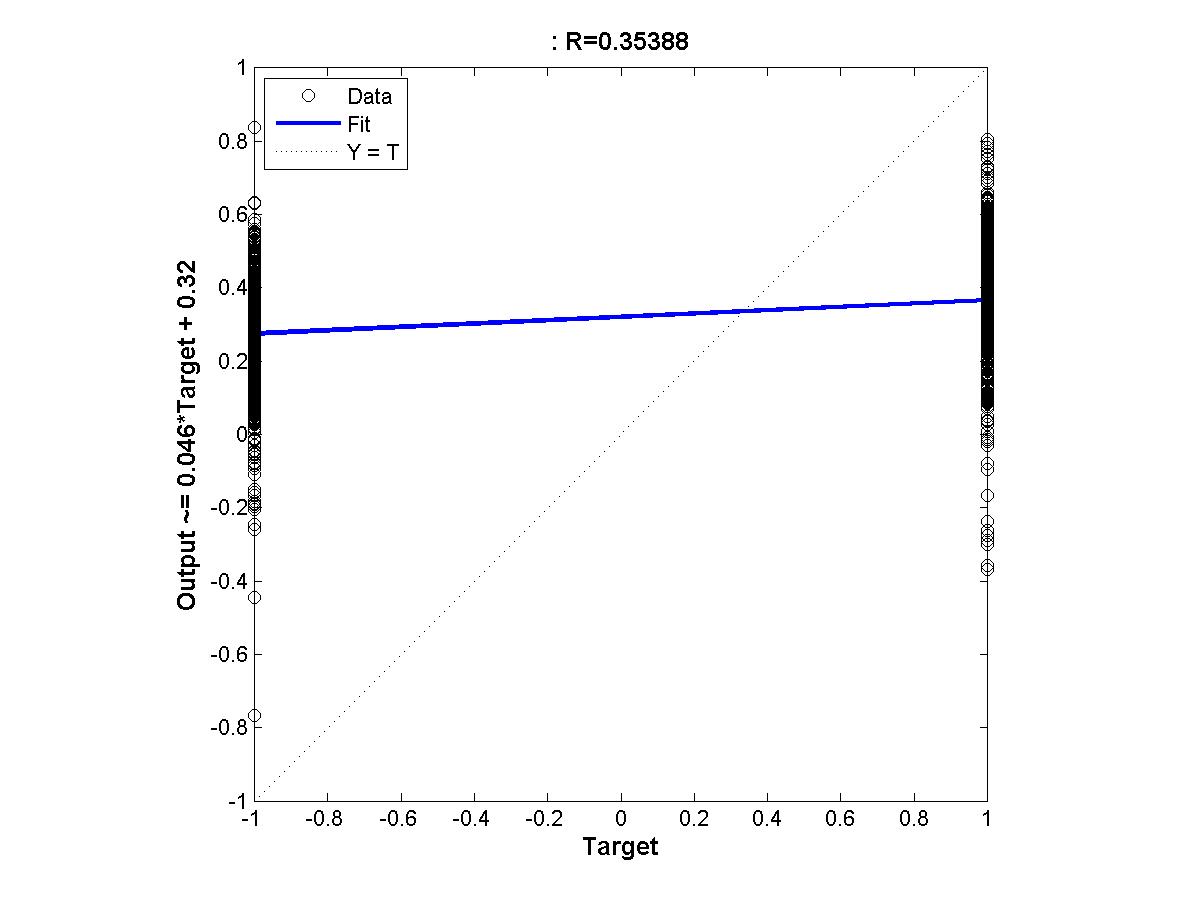 : R=0.35388
Data
Fit
Y = T
Output ~= 0.046*Target + 0.32
1
0.8
0.6
0.4
0.2
0
-0.2
-0.4
-0.6
-0.8
-1
-1 -0.8 -0.6 -0.4 -0.2 0 0.2 0.4 0.6 0.8 1
Target